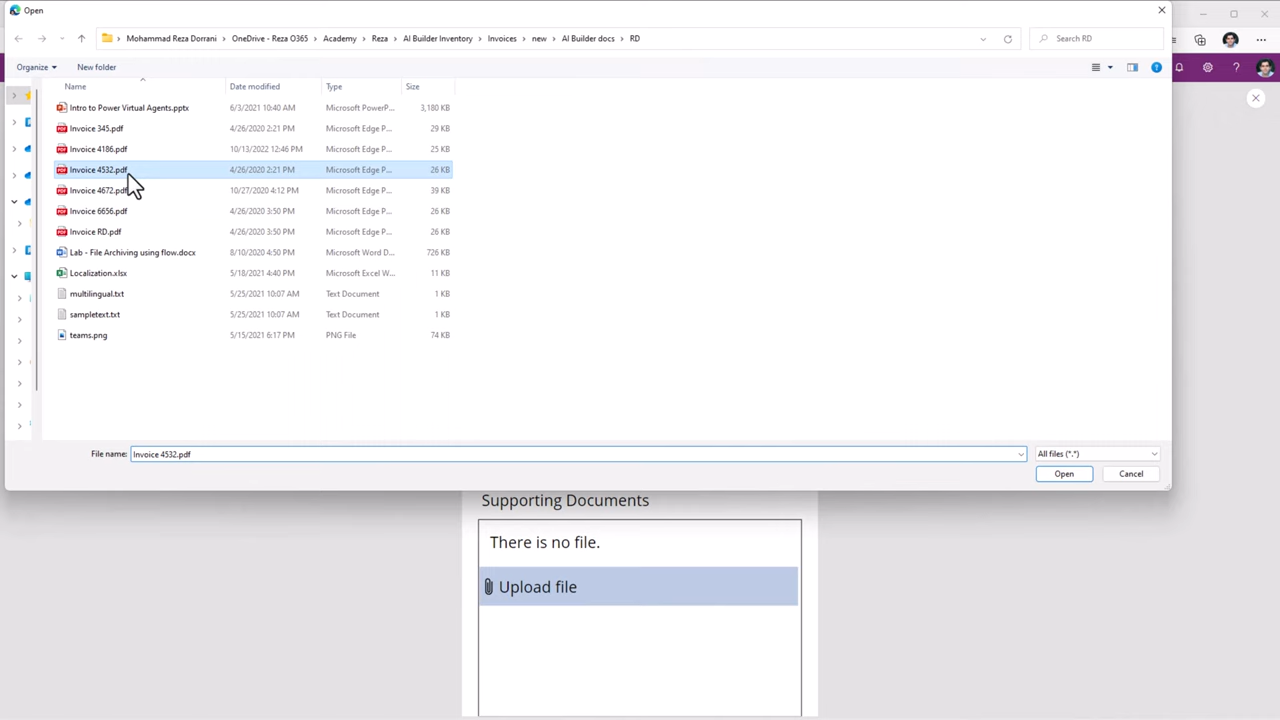 Open
Mohammad Reza Dorrani > OneDrive - Reza O365 > Academy > Reza > AI Builder Inventory > Invoices > new > AI Builder docs > RD
Search RD
Organize New folder
Name Date modified Type Size
Intro to Power Virtual Agents.pptx 6/3/2021 10:40 AM Microsoft PowerP... 3,180 KB
Invoice 345.pdf 4/26/2020 2:21 PM Microsoft Edge P... 29 KB
Invoice 4186.pdf 10/13/2022 12:46 PM Microsoft Edge P... 25 KB
Invoice 4532.pdf 4/26/2020 2:21 PM Microsoft Edge P... 26 KB
Invoice 4672.pdf 10/27/2020 4:12 PM Microsoft Edge P... 39 KB
Invoice 6656.pdf 4/26/2020 3:50 PM Microsoft Edge P... 26 KB
Invoice RD.pdf 4/26/2020 3:50 PM Microsoft Edge P... 26 KB
Lab - File Archiving using flow.docx 8/10/2020 4:50 PM Microsoft Word D... 726 KB
Localization.xlsx 5/18/2021 4:40 PM Microsoft Excel W... 11 KB
multilingual.txt 5/25/2021 10:07 AM Text Document 1 KB
sampletext.txt 5/25/2021 10:07 AM Text Document 1 KB
teams.png 5/15/2021 6:17 PM PNG File 74 KB
File name: Invoice 4532.pdf All files (*.*)
Open Cancel
Supporting Documents
There is no file.
Upload file